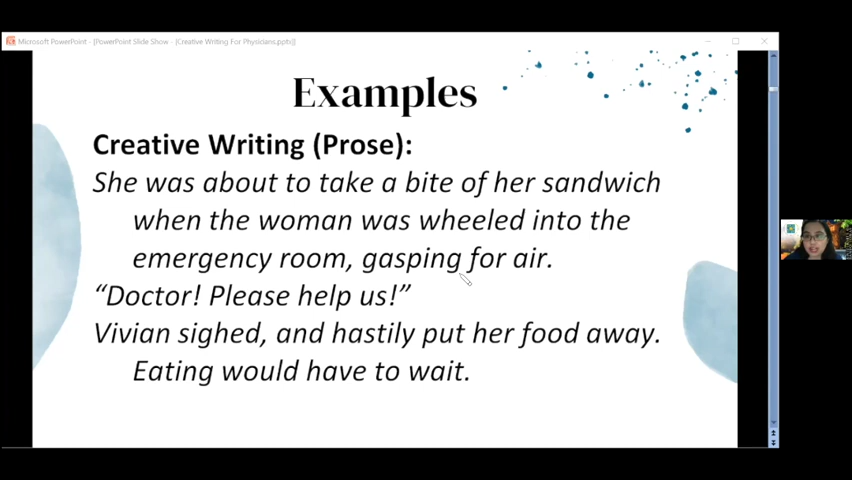 Microsoft PowerPoint - [PowerPoint Slide Show - [Creative Writing For Physicians.pptx]]
Examples
Creative Writing (Prose):
She was about to take a bite of her sandwich
when the woman was wheeled into the
emergency room, gasping for air.
“Doctor! Please help us!”
Vivian sighed, and hastily put her food away.
Eating would have to wait.